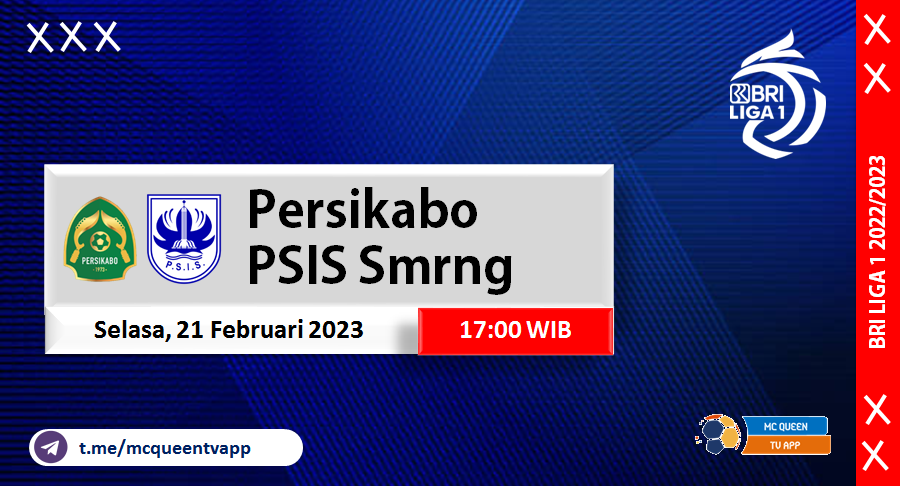 X X X
BRI
LIGA 1
PERSIKABO
- 1973 -
P.S.I.S.
Persikabo
PSIS Smrng
Selasa, 21 Februari 2023
17:00 WIB
t.me/mcqueentvapp
MC QUEEN
TV APP
X
X
BRI LIGA 1 2022/2023
X
X